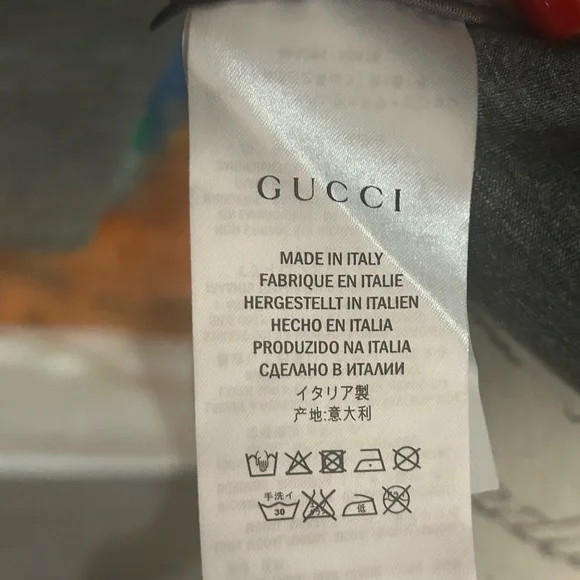 GUCCI
MADE IN ITALY
FABRIQUE EN ITALIE
HERGESTELLT IN ITALIEN
HECHO EN ITALIA
PRODUZIDO NA ITALIA
СДЕЛАНО В ИТАЛИИ
イタリア製
产地:意大利
手洗イ
30
低